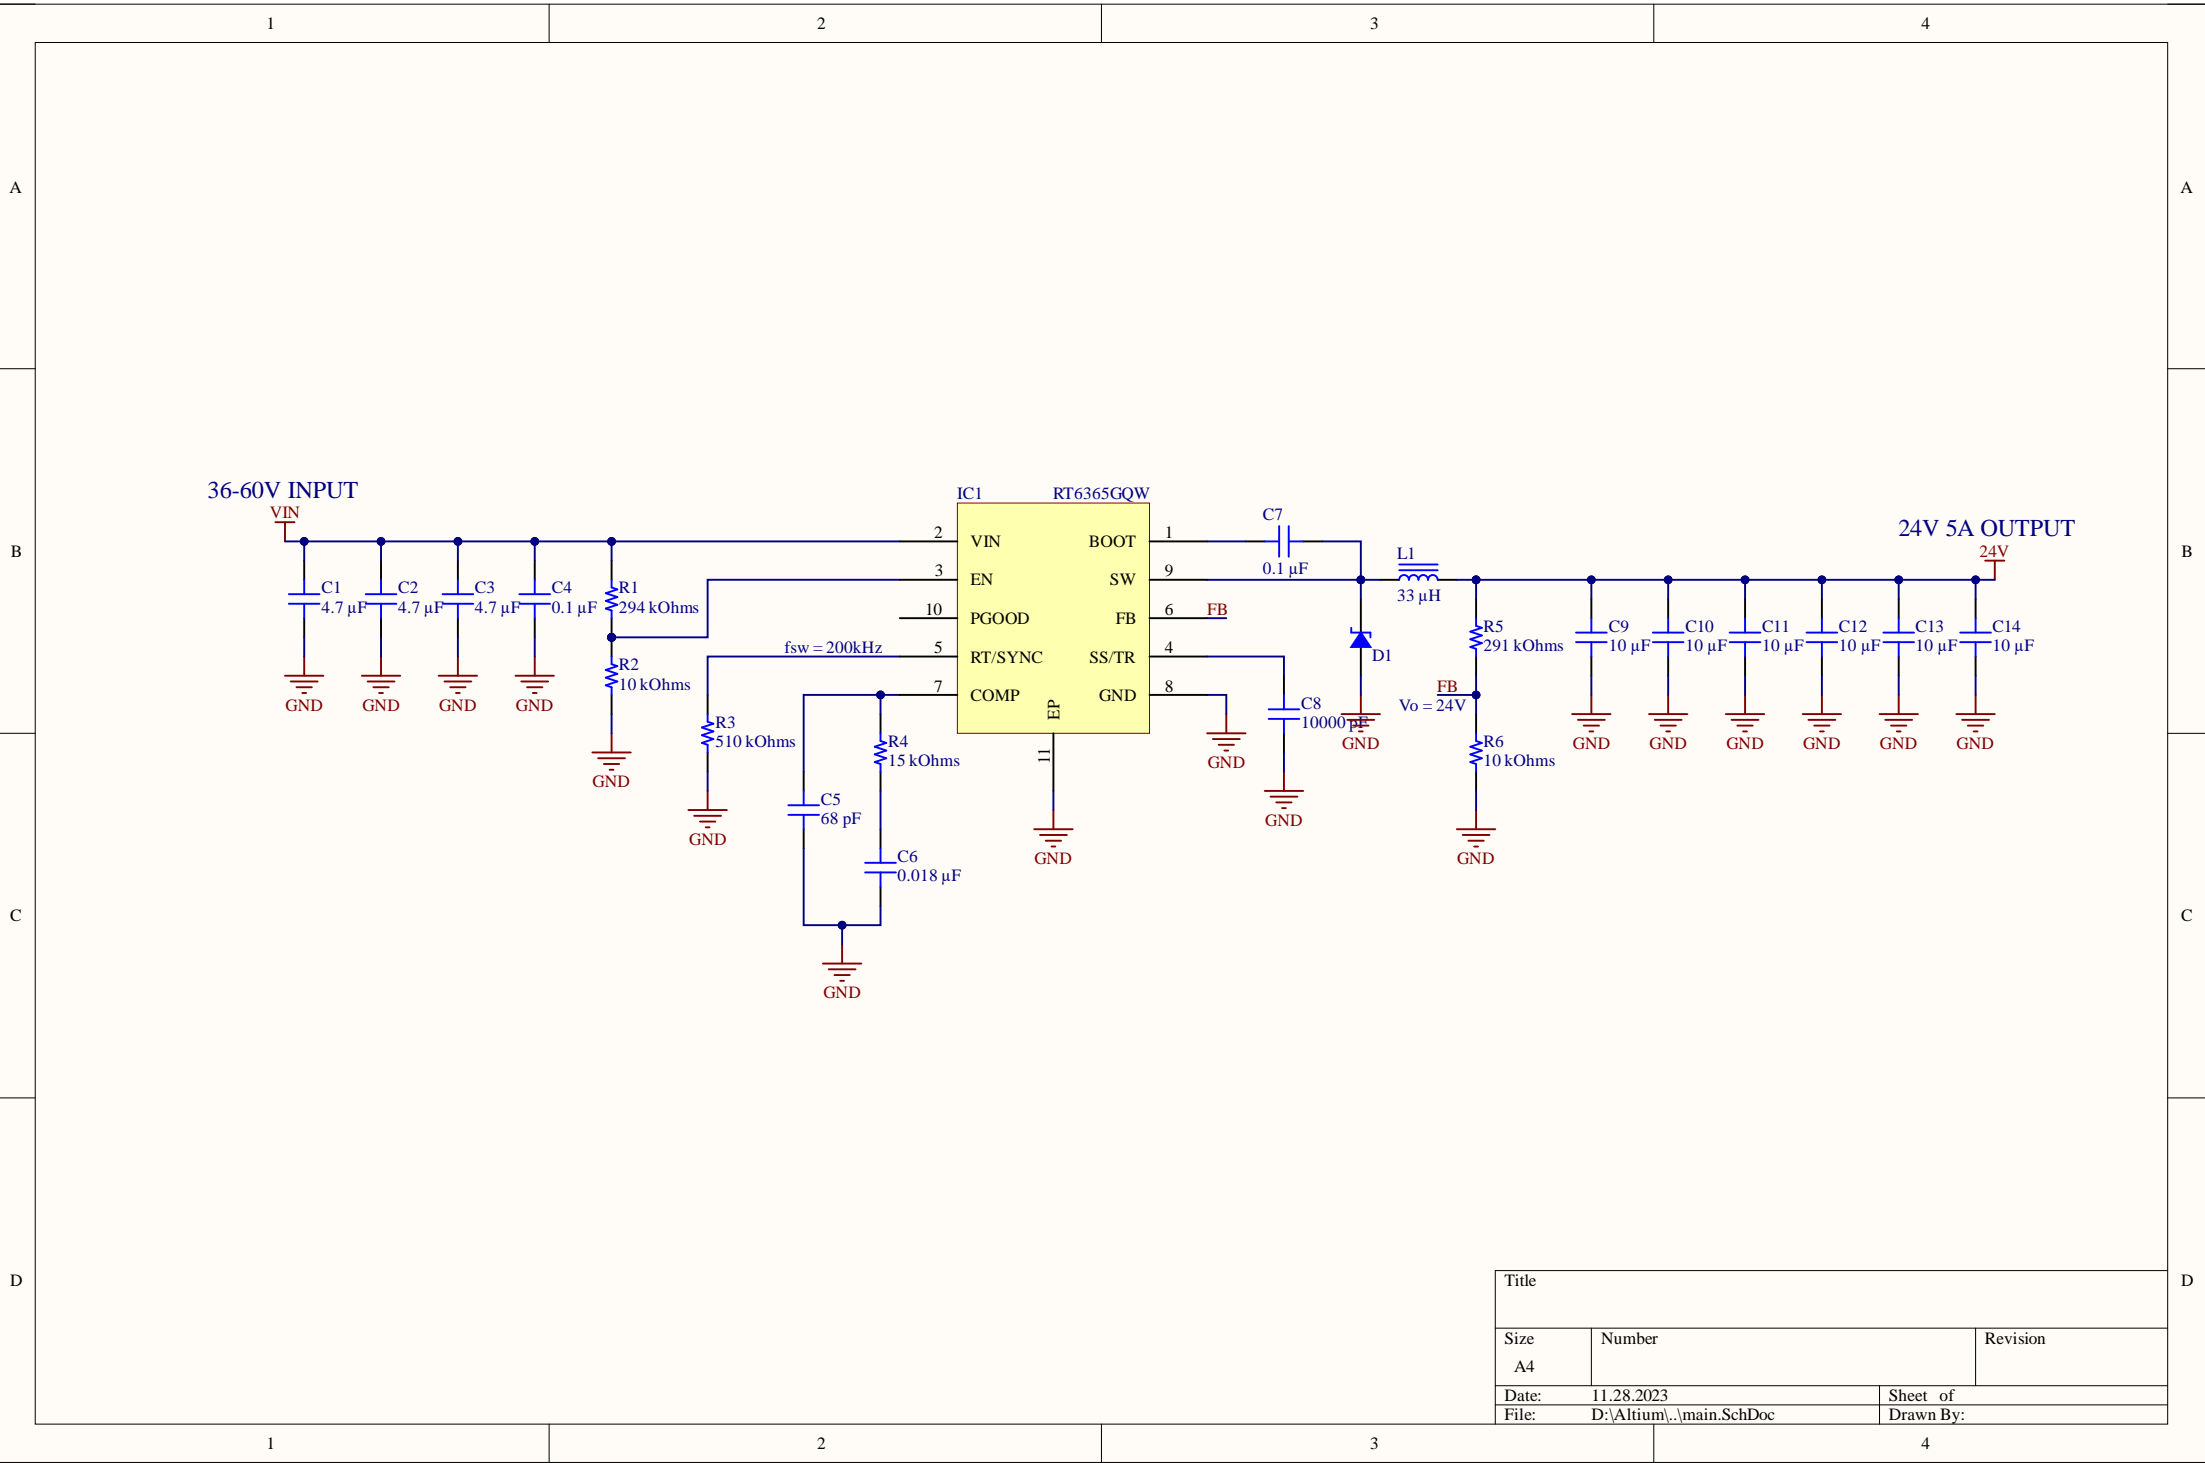 1 2 3 4
A A
36-60V INPUT
VIN
IC1 RT6365GQW
24V 5A OUTPUT
24V
B B
C1
4.7 µF
C2
4.7 µF
C3
4.7 µF
C4
0.1 µF
R1
294 kOhms
R2
10 kOhms
GND GND GND GND
GND
fsw = 200kHz
R3
510 kOhms
GND
R4
15 kOhms
C5
68 pF
C6
0.018 µF
GND
2 VIN
3 EN
10 PGOOD
5 RT/SYNC
7 COMP
BOOT 1
SW 9
FB 6
SS/TR 4
GND 8
EP
11
GND
FB
GND
C7
0.1 µF
C8
10000 pF
GND
D1
GND
L1
33 µH
R5
291 kOhms
FB
Vo = 24V
R6
10 kOhms
GND
C9
10 µF
C10
10 µF
C11
10 µF
C12
10 µF
C13
10 µF
C14
10 µF
GND GND GND GND GND GND
C C
D D
Title
Size Number Revision
A4
Date: 11.28.2023 Sheet of
File: D:\Altium\..\main.SchDoc Drawn By:
1 2 3 4